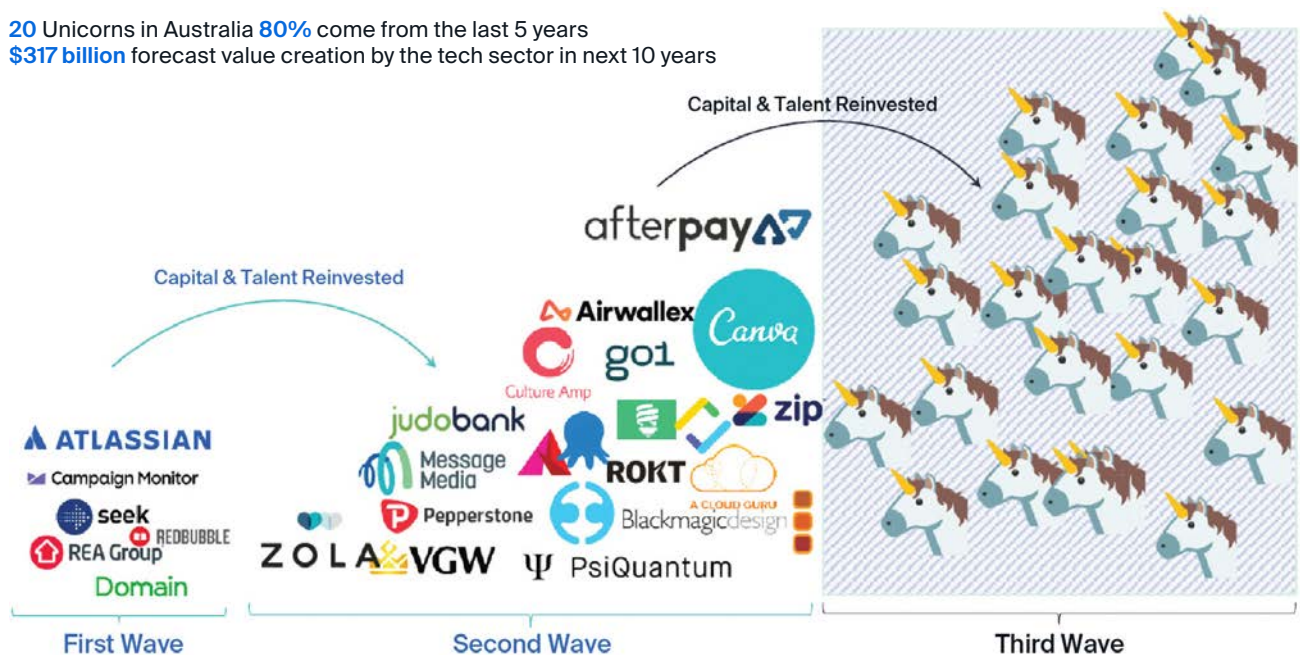 20 Unicorns in Australia 80% come from the last 5 years
$317 billion forecast value creation by the tech sector in next 10 years
Capital & Talent Reinvested
Capital & Talent Reinvested
ATLASSIAN
Campaign Monitor
seek
REDBUBBLE
REA Group
Domain
afterpay
Airwallex
Canva
Culture Amp
go1
judobank
zip
Message
Media
ROKT
A CLOUD GURU
Pepperstone
Blackmagicdesign
ZOLA
VGW
Ψ PsiQuantum
First Wave
Second Wave
Third Wave